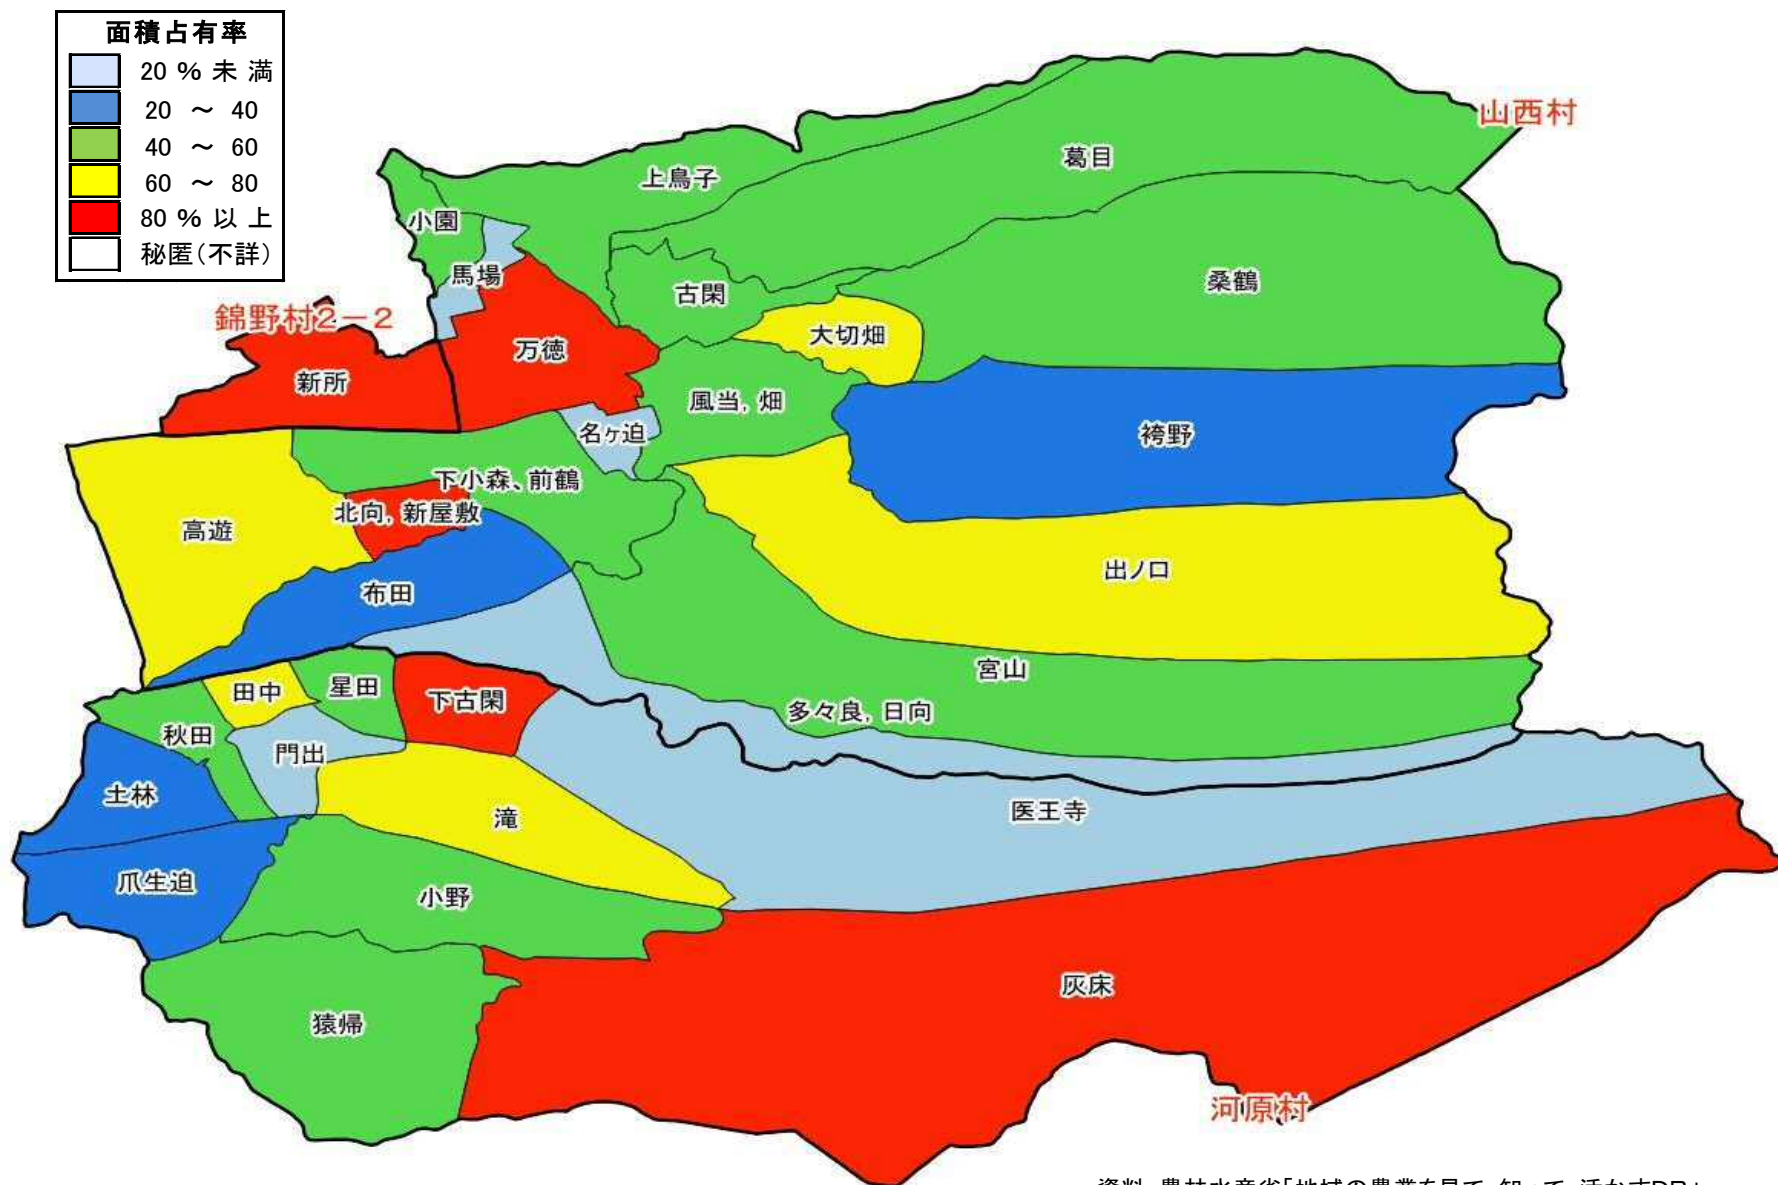 面積占有率
20 % 未 満
20 ～ 40
40 ～ 60
60 ～ 80
80 % 以 上
秘匿(不詳)
山西村
葛目
上鳥子
小園
馬場
古閑
桑鶴
錦野村2－2
万徳
大切畑
新所
風当, 畑
名ヶ迫
袴野
下小森、前鶴
北向, 新屋敷
高遊
出ノ口
布田
宮山
星田
田中
下古閑
多々良, 日向
秋田
門出
土林
滝
医王寺
爪生迫
小野
灰床
猿帰
河原村